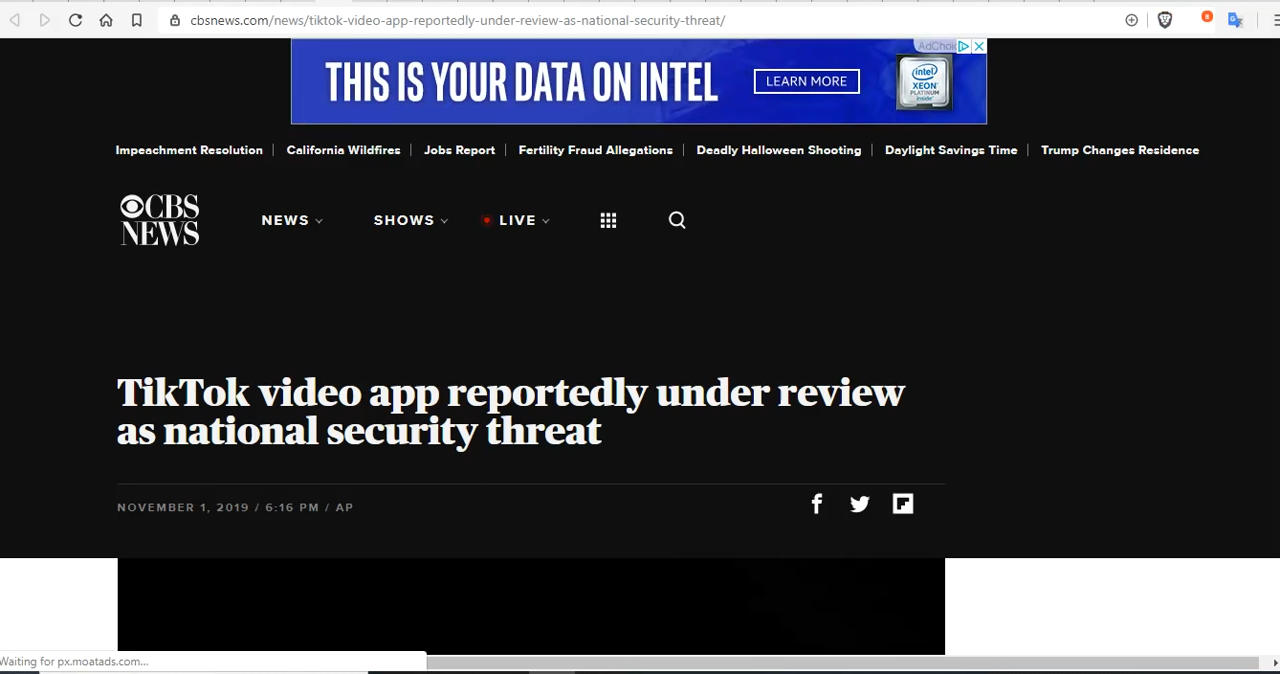 cbsnews.com/news/tiktok-video-app-reportedly-under-review-as-national-security-threat/
8
THIS IS YOUR DATA ON INTEL
LEARN MORE
intel
XEON
PLATINUM
inside
Impeachment Resolution
California Wildfires
Jobs Report
Fertility Fraud Allegations
Deadly Halloween Shooting
Daylight Savings Time
Trump Changes Residence
CBS
NEWS
NEWS
SHOWS
LIVE
TikTok video app reportedly under review
as national security threat
NOVEMBER 1, 2019 / 6:16 PM / AP
Waiting for px.moatads.com...